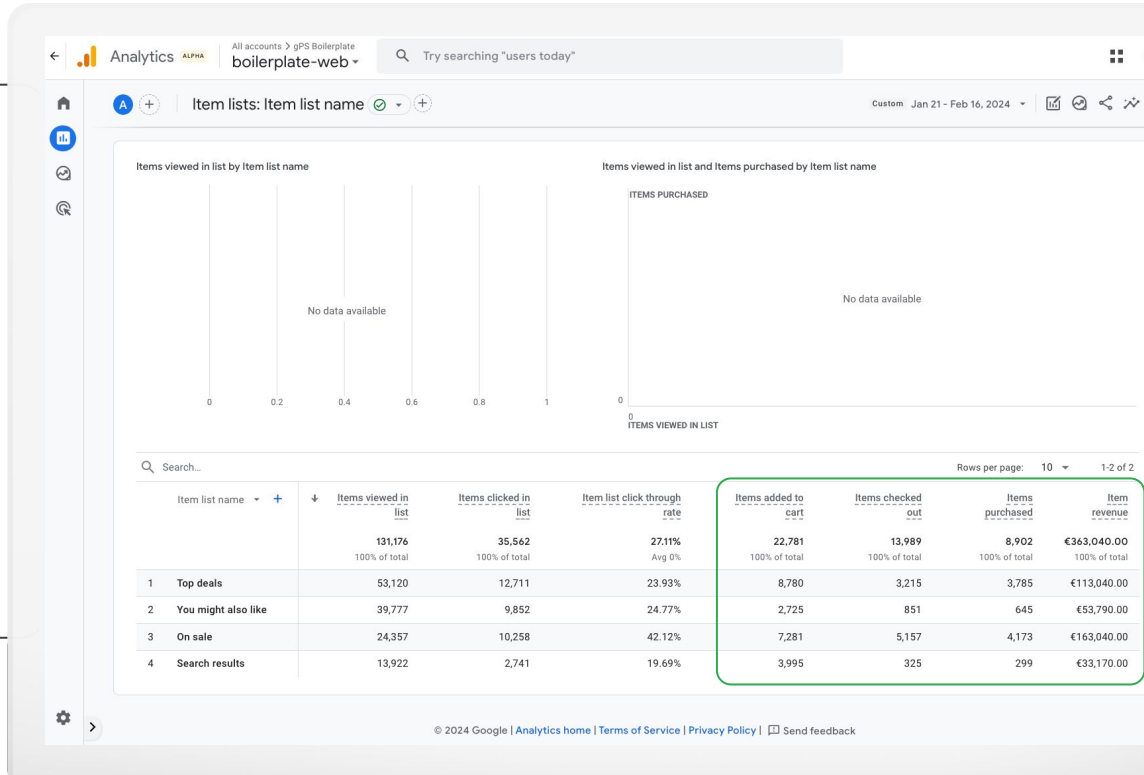 All accounts > gPS Boilerplate
Analytics ALPHA
boilerplate-web
Try searching "users today"
A
Item lists: Item list name
Custom Jan 21 - Feb 16, 2024
Items viewed in list by Item list name
No data available
0 0.2 0.4 0.6 0.8 1
Items viewed in list and Items purchased by Item list name
ITEMS PURCHASED
No data available
0
0
ITEMS VIEWED IN LIST
Search...
Rows per page: 10 1-2 of 2
Item list name + Items viewed in list Items clicked in list Item list click through rate Items added to cart Items checked out Items purchased Item revenue
131,176 35,562 27.11% 22,781 13,989 8,902 €363,040.00
100% of total 100% of total Avg 0% 100% of total 100% of total 100% of total 100% of total
1 Top deals 53,120 12,711 23.93% 8,780 3,215 3,785 €113,040.00
2 You might also like 39,777 9,852 24.77% 2,725 851 645 €53,790.00
3 On sale 24,357 10,258 42.12% 7,281 5,157 4,173 €163,040.00
4 Search results 13,922 2,741 19.69% 3,995 325 299 €33,170.00
© 2024 Google | Analytics home | Terms of Service | Privacy Policy | Send feedback